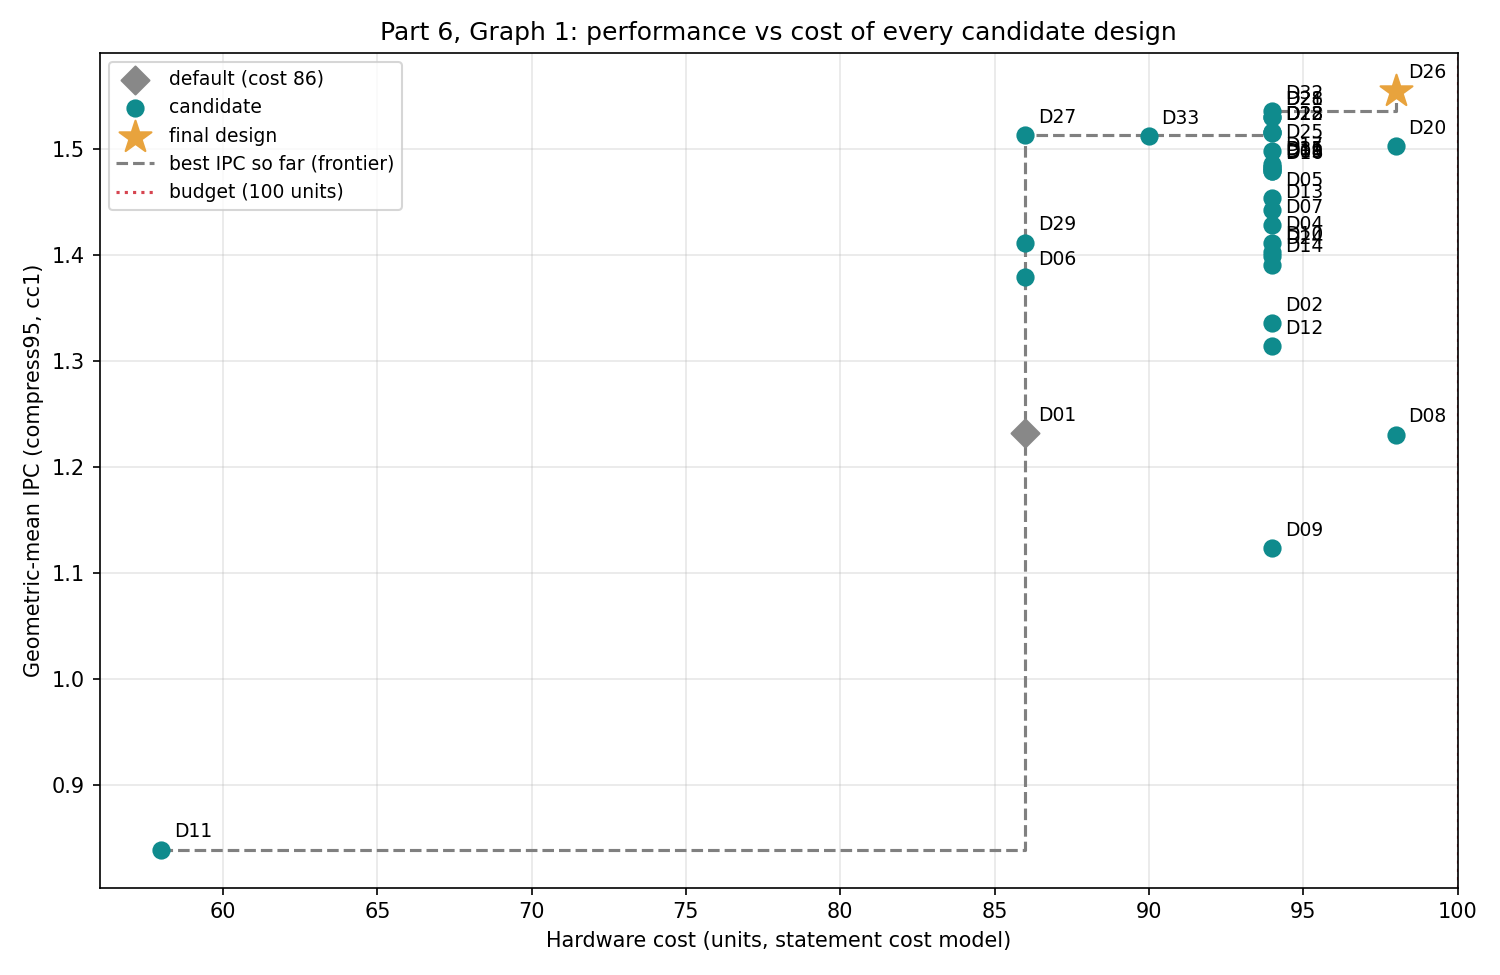 Part 6, Graph 1: performance vs cost of every candidate design
default (cost 86)
candidate
final design
best IPC so far (frontier)
budget (100 units)
Geometric-mean IPC (compress95, cc1)
1.5
1.4
1.3
1.2
1.1
1.0
0.9
D26
D20
D27
D33
D25
D05
D13
D07
D04
D14
D29
D06
D02
D12
D01
D08
D09
D11
60
65
70
75
80
85
90
95
100
Hardware cost (units, statement cost model)